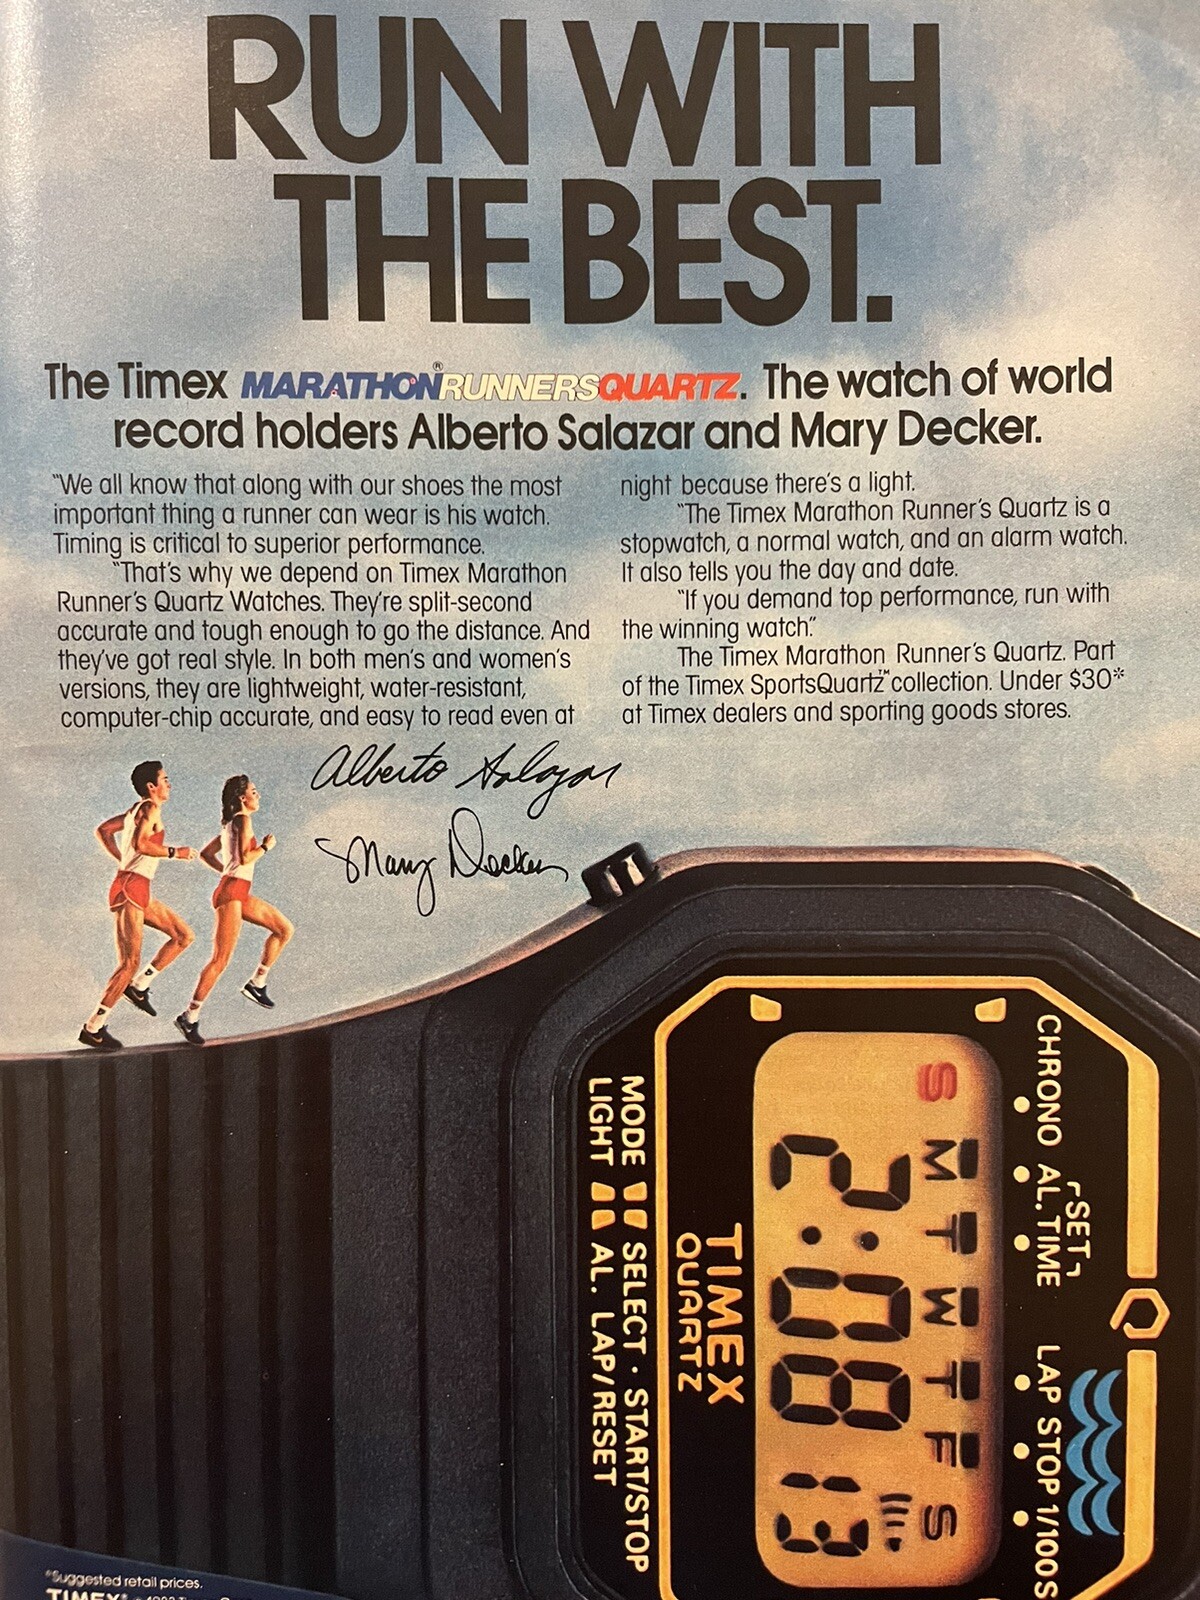 RUN WITH
THE BEST.
The Timex MARATHON®RUNNERSQUARTZ. The watch of world
record holders Alberto Salazar and Mary Decker.
"We all know that along with our shoes the most
important thing a runner can wear is his watch.
Timing is critical to superior performance.
"That's why we depend on Timex Marathon
Runner's Quartz Watches. They're split-second
accurate and tough enough to go the distance. And
they've got real style. In both men's and women's
versions, they are lightweight, water-resistant,
computer-chip accurate, and easy to read even at
night because there's a light.
"The Timex Marathon Runner's Quartz is a
stopwatch, a normal watch, and an alarm watch.
It also tells you the day and date.
"If you demand top performance, run with
the winning watch."
The Timex Marathon Runner's Quartz. Part
of the Timex SportsQuartz™ collection. Under $30*
at Timex dealers and sporting goods stores.
Alberto Salazar
Mary Decker
CHRONO AL. TIME LAP STOP 1/100S
SET
S M T W T F S
2:08 13
TIMEX
QUARTZ
MODE SELECT · START/STOP
LIGHT AL. LAP/RESET
*Suggested retail prices.
TIMEX®